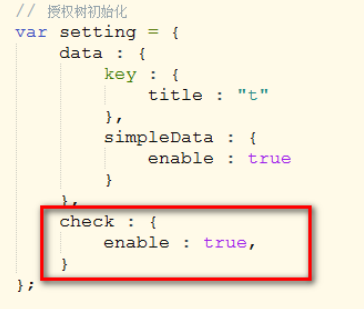 // 授权树初始化
var setting = {
data : {
key : {
title : "t"
},
simpleData : {
enable : true
}
},
check : {
enable : true,
}
};